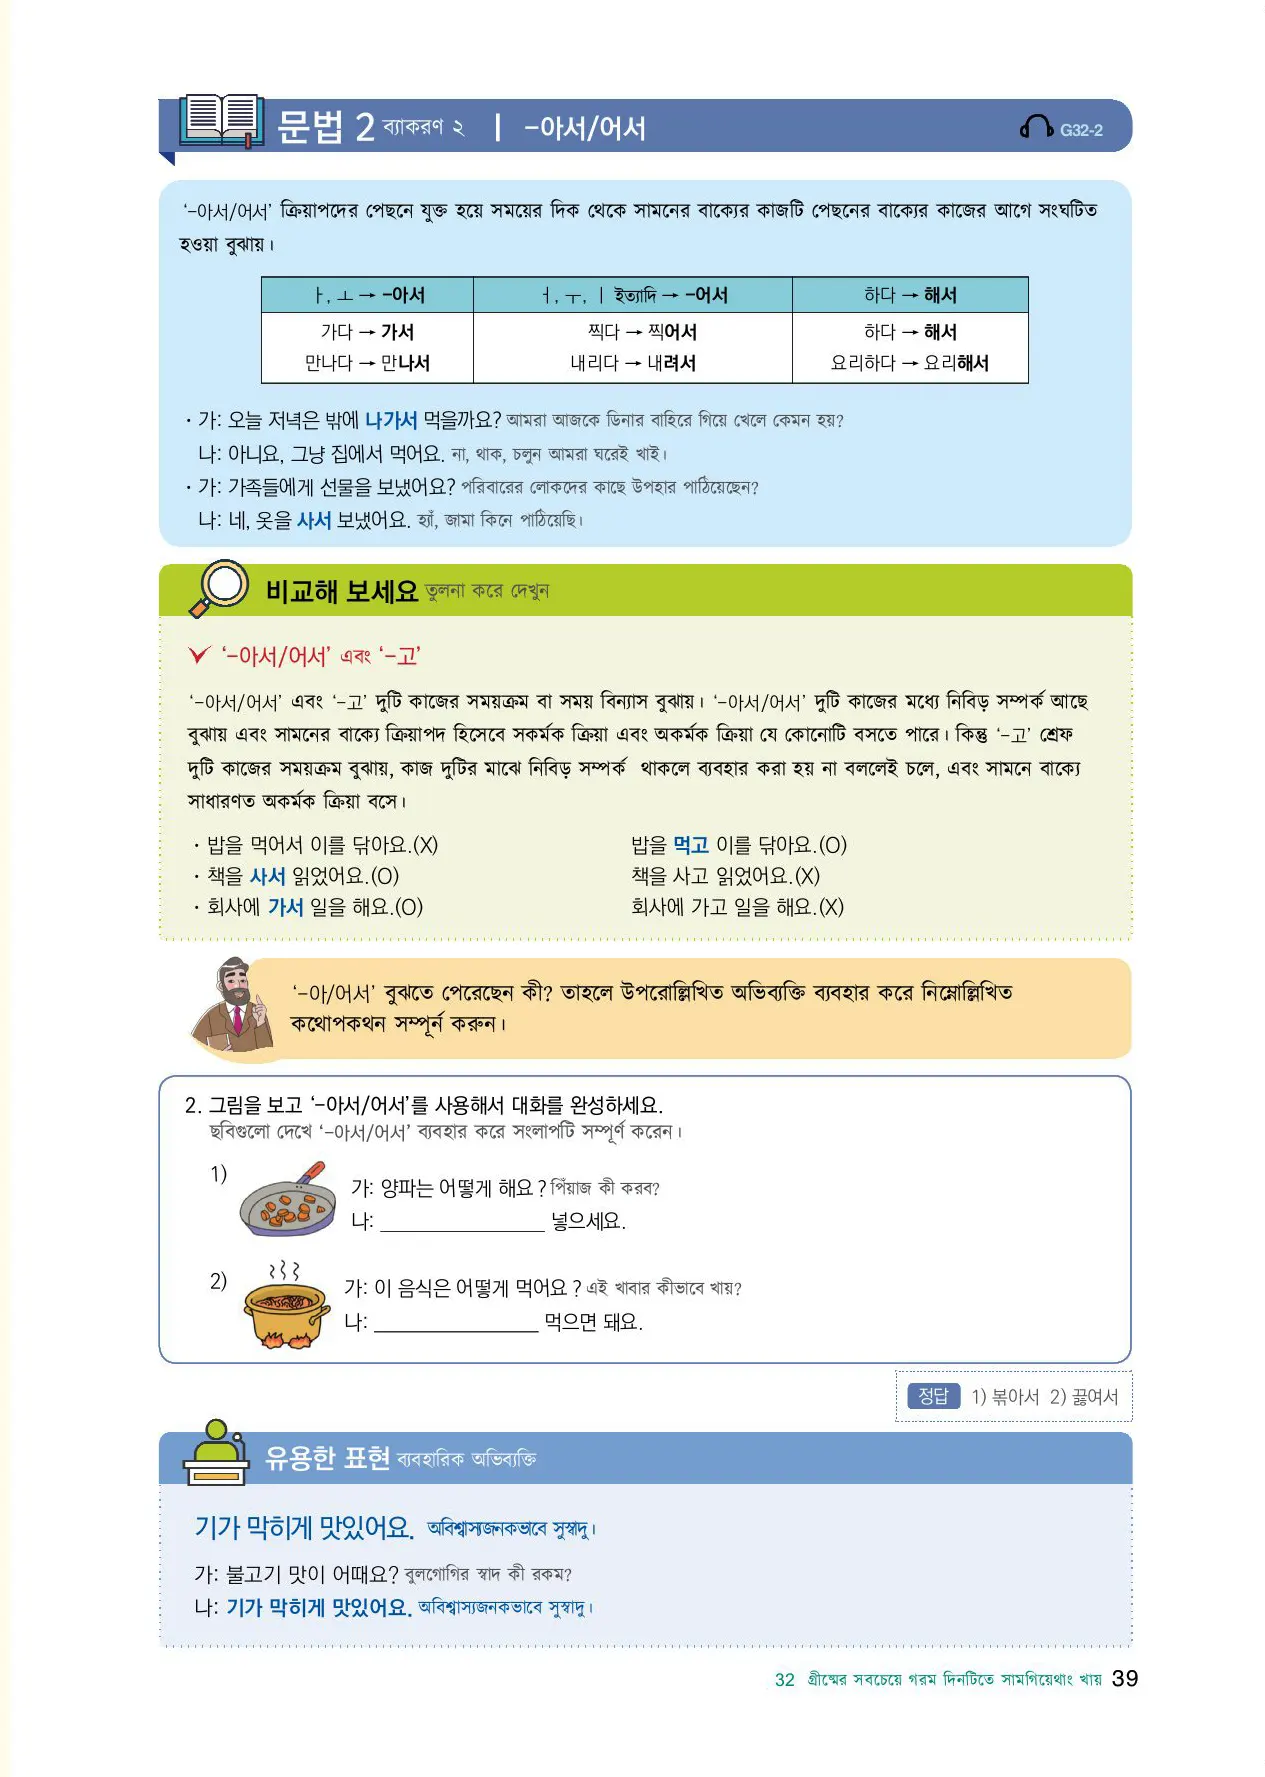 문법 2 ব্যাকরণ ২ | -아서/어서 G32-2
‘-아서/어서’ ক্রিয়াপদের পেছনে যুক্ত হয়ে সময়ের দিক থেকে সামনের বাক্যের কাজটি পেছনের বাক্যের কাজের আগে সংঘটিত
হওয়া বুঝায়।
ㅏ, ㅗ → -아서 ㅓ, ㅜ, ㅣ ইত্যাদি → -어서 하다 → 해서
가다 → 가서 찍다 → 찍어서 하다 → 해서
만나다 → 만나서 내리다 → 내려서 요리하다 → 요리해서
· 가: 오늘 저녁은 밖에 나가서 먹을까요? আমরা আজকে ডিনার বাহিরে গিয়ে খেলে কেমন হয়?
나: 아니요, 그냥 집에서 먹어요. না, থাক, চলুন আমরা ঘরেই খাই।
· 가: 가족들에게 선물을 보냈어요? পরিবারের লোকদের কাছে উপহার পাঠিয়েছেন?
나: 네, 옷을 사서 보냈어요. হ্যাঁ, জামা কিনে পাঠিয়েছি।
비교해 보세요 তুলনা করে দেখুন
‘-아서/어서’ এবং ‘-고’
‘-아서/어서’ এবং ‘-고’ দুটি কাজের সময়ক্রম বা সময় বিন্যাস বুঝায়। ‘-아서/어서’ দুটি কাজের মধ্যে নিবিড় সম্পর্ক আছে
বুঝায় এবং সামনের বাক্যে ক্রিয়াপদ হিসেবে সকর্মক ক্রিয়া এবং অকর্মক ক্রিয়া যে কোনোটি বসতে পারে। কিন্তু ‘-고’ শ্রেফ
দুটি কাজের সময়ক্রম বুঝায়, কাজ দুটির মাঝে নিবিড় সম্পর্ক থাকলে ব্যবহার করা হয় না বললেই চলে, এবং সামনে বাক্যে
সাধারণত অকর্মক ক্রিয়া বসে।
· 밥을 먹어서 이를 닦아요.(X) 밥을 먹고 이를 닦아요.(O)
· 책을 사서 읽었어요.(O) 책을 사고 읽었어요.(X)
· 회사에 가서 일을 해요.(O) 회사에 가고 일을 해요.(X)
‘-아/어서’ বুঝতে পেরেছেন কী? তাহলে উপরোল্লিখিত অভিব্যক্তি ব্যবহার করে নিম্নোল্লিখিত
কথোপকথন সম্পূর্ন করুন।
2. 그림을 보고 ‘-아서/어서’를 사용해서 대화를 완성하세요.
ছবিগুলো দেখে ‘-아서/어서’ ব্যবহার করে সংলাপটি সম্পূর্ণ করেন।
1) 가: 양파는 어떻게 해요? পিঁয়াজ কী করব?
나: ________________ 넣으세요.
2) 가: 이 음식은 어떻게 먹어요? এই খাবার কীভাবে খায়?
나: ________________ 먹으면 돼요.
정답 1) 볶아서 2) 끓여서
유용한 표현 ব্যবহারিক অভিব্যক্তি
기가 막히게 맛있어요. অবিশ্বাস্যজনকভাবে সুস্বাদু।
가: 불고기 맛이 어때요? বুলগোগির স্বাদ কী রকম?
나: 기가 막히게 맛있어요. অবিশ্বাস্যজনকভাবে সুস্বাদু।
32 গ্রীষ্মের সবচেয়ে গরম দিনটিতে সামগিয়েথাং খায় 39